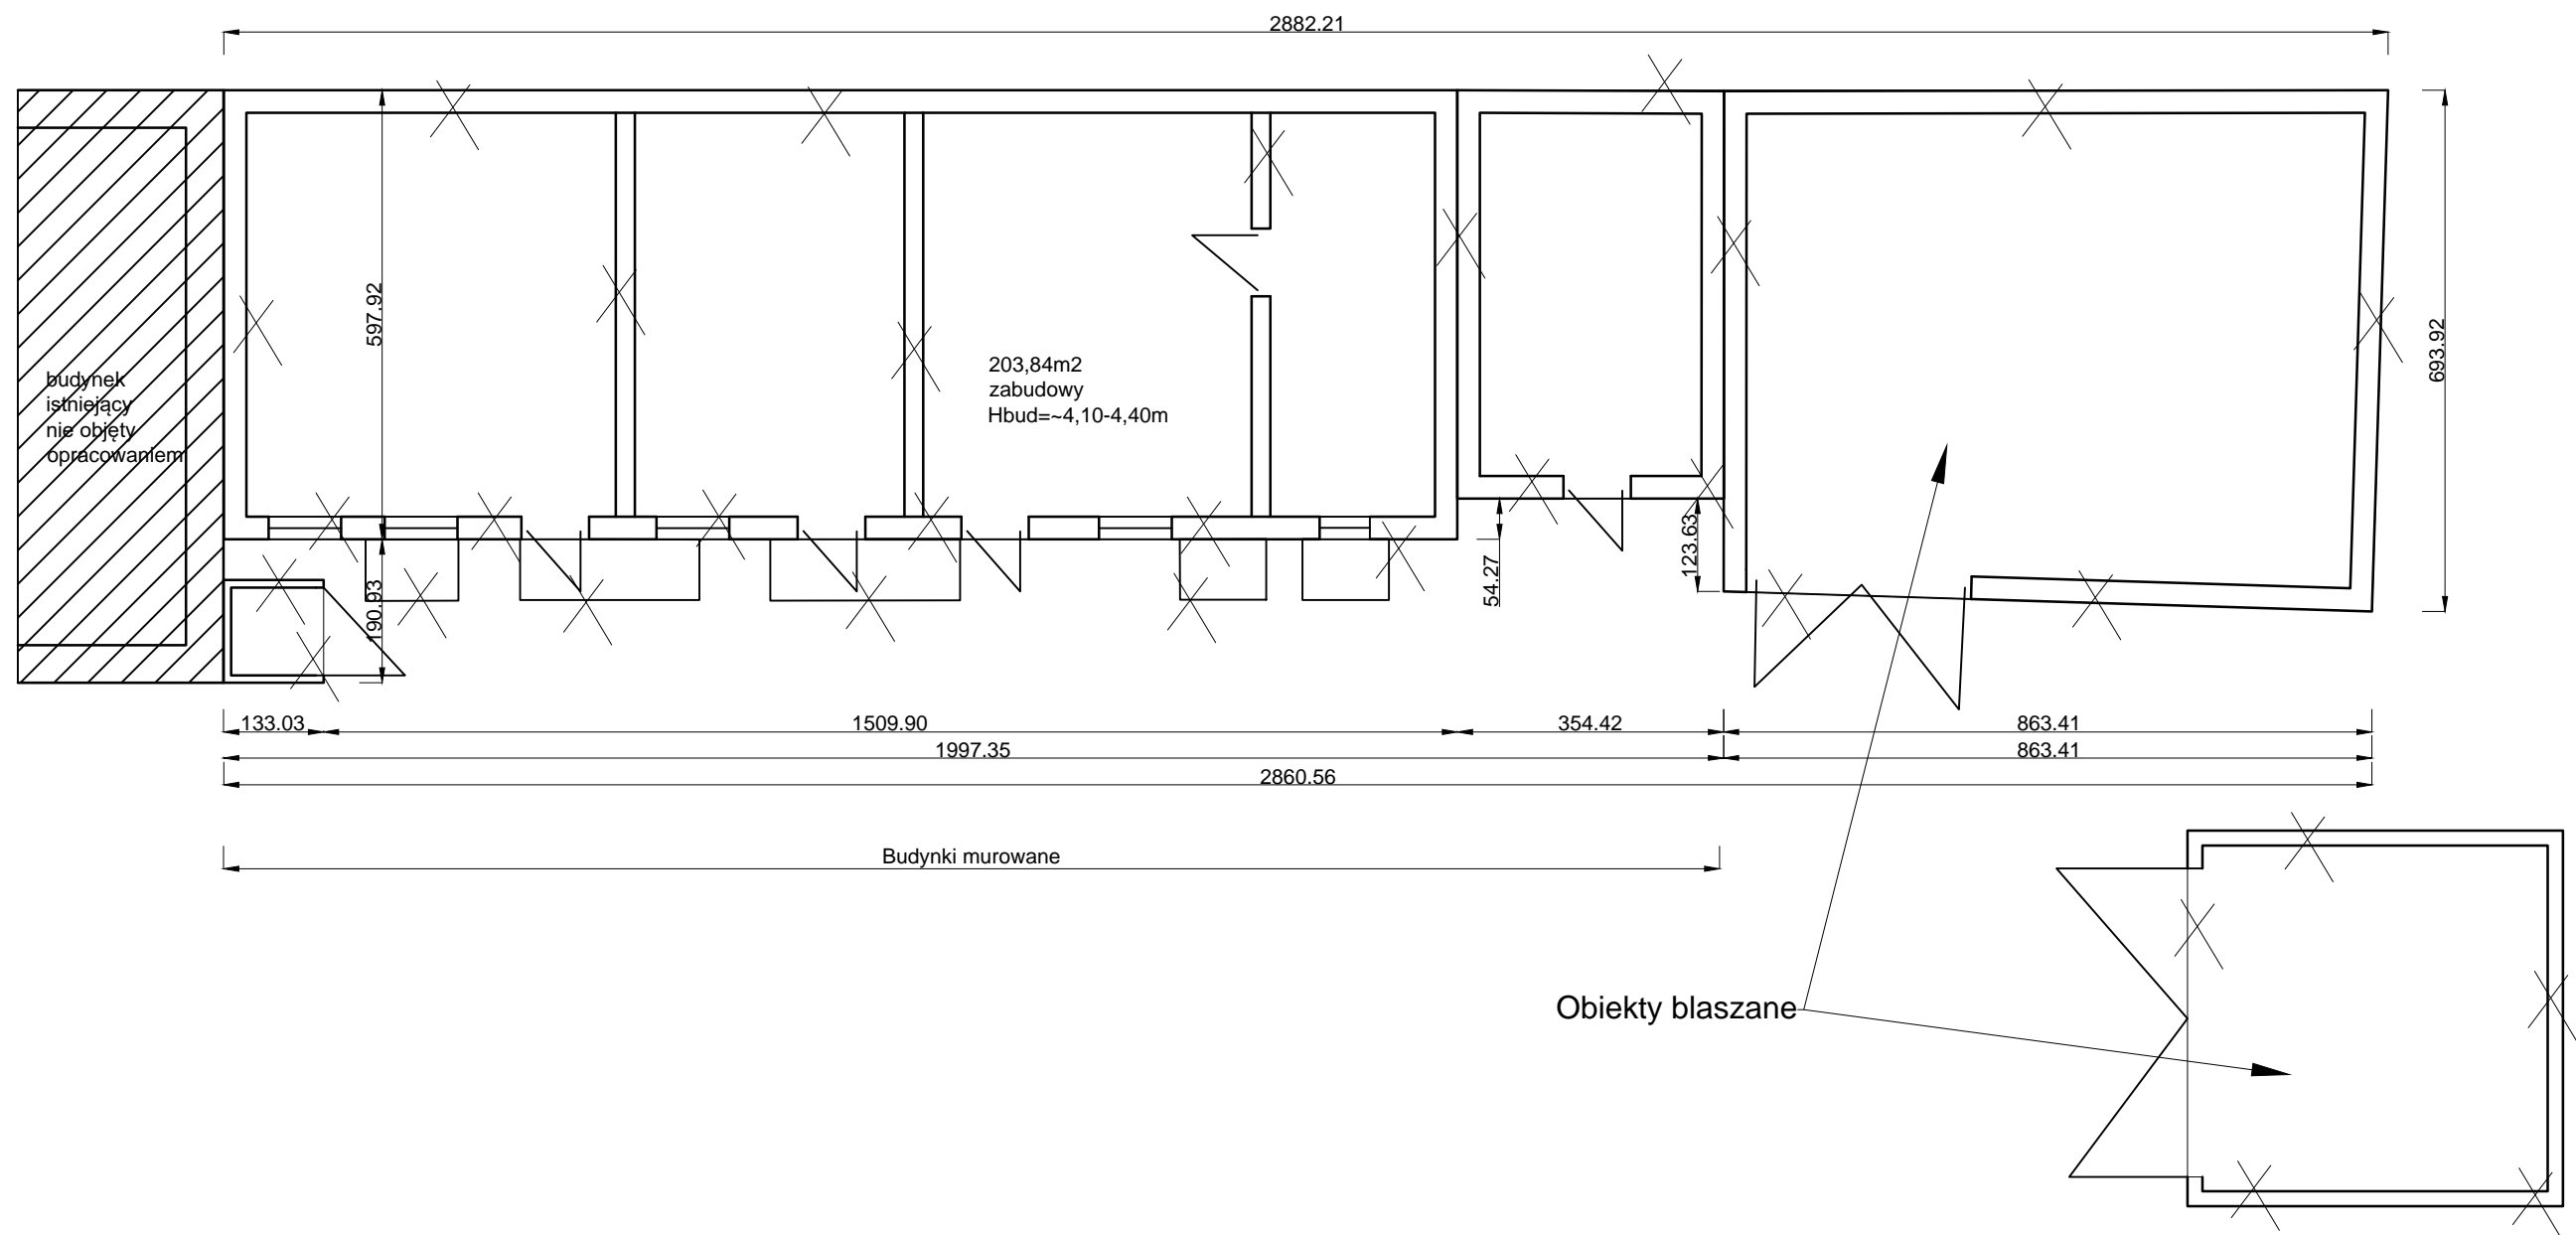 2882.21
597.92
693.92
budynek
istniejący
nie objęty
opracowaniem
203,84m2
zabudowy
Hbud=~4,10-4,40m
190.93
54.27
123.63
133.03
1509.90
354.42
863.41
1997.35
863.41
2860.56
Budynki murowane
Obiekty blaszane